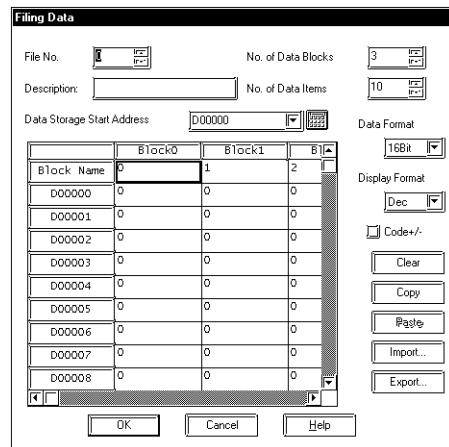 Filing Data
File No. No. of Data Blocks 3
Description: No. of Data Items 10
Data Storage Start Address D00000
Data Format
16Bit
Display Format
Dec
Code+/-
Block0 Block1 Bl
Block Name 0 1 2
D00000 0 0 0
D00001 0 0 0
D00002 0 0 0
D00003 0 0 0
D00004 0 0 0
D00005 0 0 0
D00006 0 0 0
D00007 0 0 0
D00008 0 0 0
Clear
Copy
Paste
Import...
Export...
OK Cancel Help